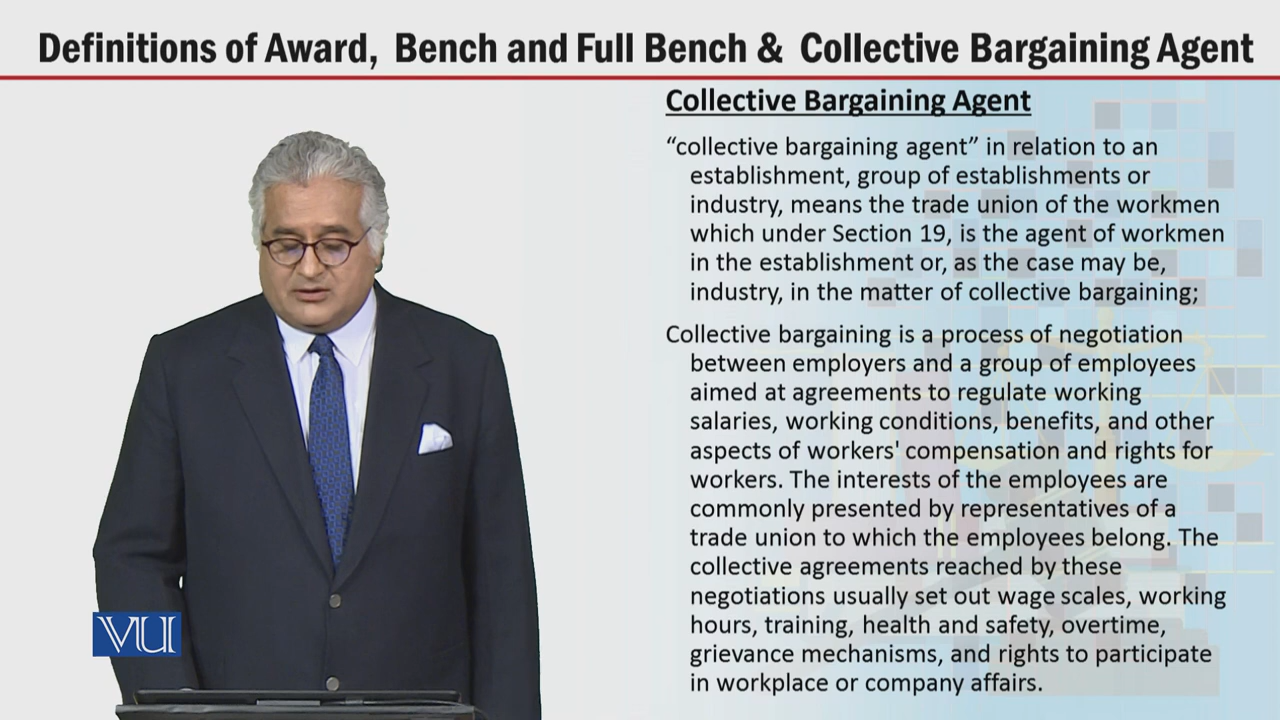 Definitions of Award, Bench and Full Bench & Collective Bargaining Agent
Collective Bargaining Agent
“collective bargaining agent” in relation to an
establishment, group of establishments or
industry, means the trade union of the workmen
which under Section 19, is the agent of workmen
in the establishment or, as the case may be,
industry, in the matter of collective bargaining;
Collective bargaining is a process of negotiation
between employers and a group of employees
aimed at agreements to regulate working
salaries, working conditions, benefits, and other
aspects of workers' compensation and rights for
workers. The interests of the employees are
commonly presented by representatives of a
trade union to which the employees belong. The
collective agreements reached by these
negotiations usually set out wage scales, working
hours, training, health and safety, overtime,
grievance mechanisms, and rights to participate
in workplace or company affairs.
VU